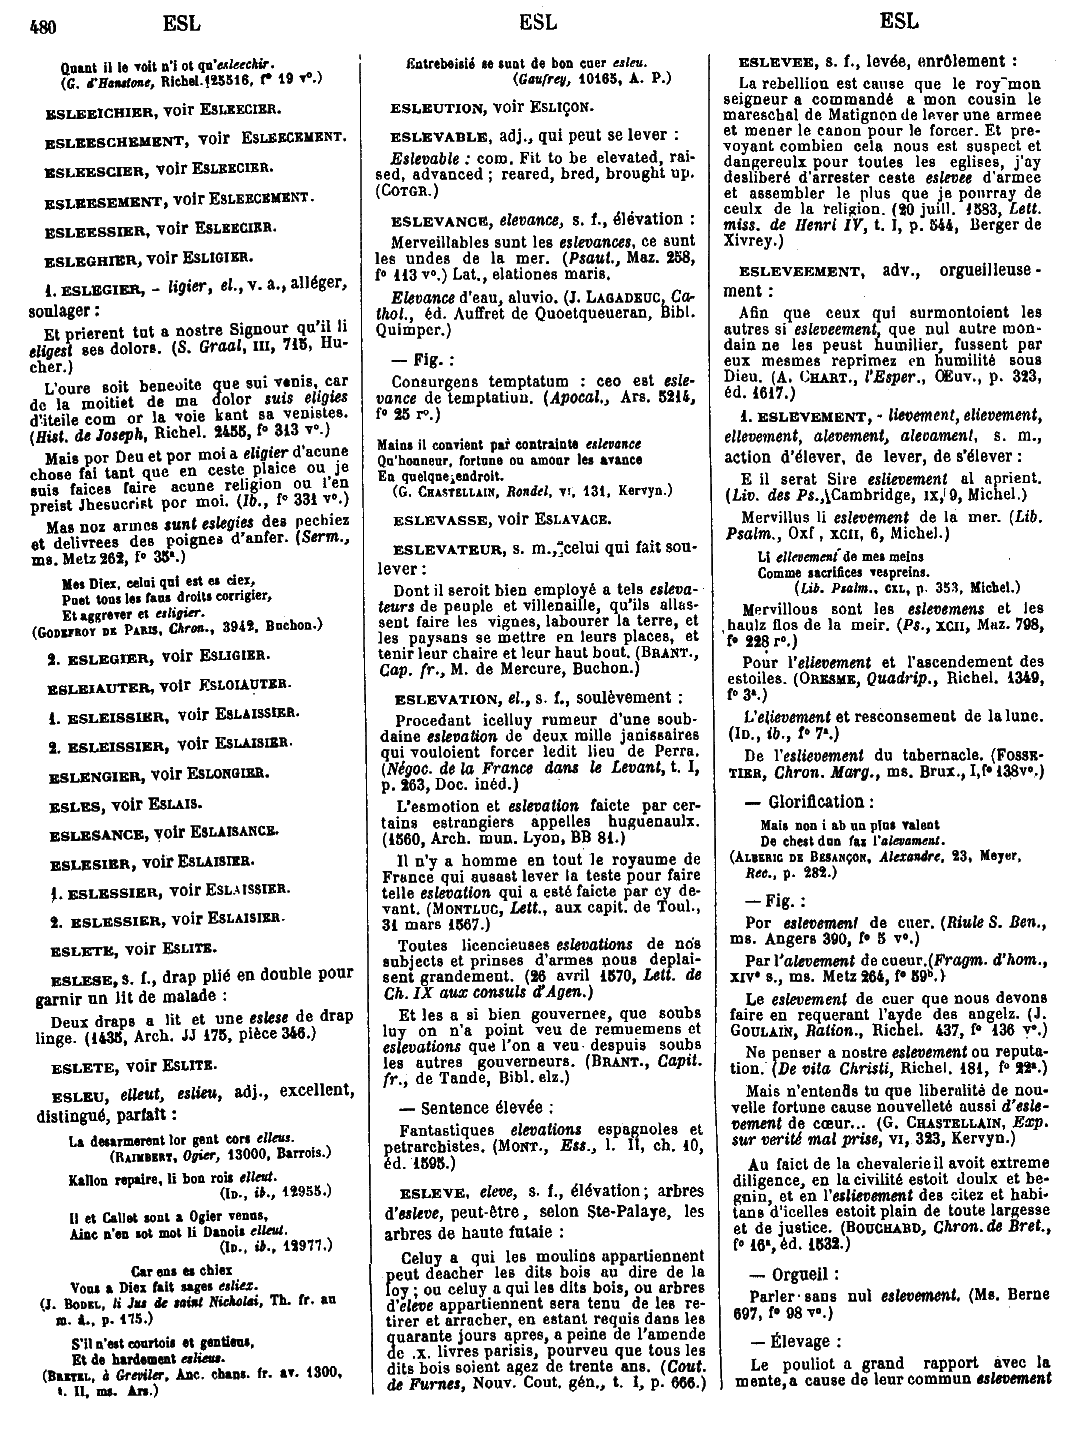 480 ESL ESL ESL
Quant il le voit n'i ot qu'esleechir.
(G. d'Hanstone, Richel. 25516, f° 19 v°.)
ESLEEICHIER, voir ESLEECIER.
ESLEESCHEMENT, voir ESLEECEMENT.
ESLEESCIER, voir ESLEECIER.
ESLEESEMENT, voir ESLEECEMENT.
ESLEESSIER, voir ESLEECIER.
ESLEGHIER, voir ESLIGIER.
1. ESLEGIER, - ligier, el., v. a., alléger,
soulager :
Et prierent tut a nostre Signour qu'il li
eligest ses dolors. (S. Graal, III, 715, Hu-
cher.)
L'oure soit beneoite que sui venis, car
de la moitiet de ma dolor suis eligies
d'iteile com or la voie kant sa venistes.
(Hist. de Joseph, Richel. 2455, f° 313 v°.)
Mais por Deu et por moi a eligier d'acune
chose fai tant que en ceste plaice ou je
suis faices faire acune religion ou l'en
preist Jhesucrist por moi. (Ib., f° 331 v°.)
Mas noz armes sunt eslegies des pechiez
et delivrees des poignes d'anfer. (Serm.,
ms. Metz 262, f° 35ª.)
Mes Diex, celui qui est es ciex,
Puet tous les faus droits corrigier,
Et aggrever et esligier.
(GODEFROY DE PARIS, Chron., 3942, Buchon.)
2. ESLEGIER, voir ESLIGIER.
ESLEIAUTER, voir ESLOIAUTER.
1. ESLEISSIER, voir ESLAISSIER.
2. ESLEISSIER, voir ESLAISIER.
ESLENGIER, voir ESLONGIER.
ESLES, voir ESLAIS.
ESLESANCE, voir ESLAISANCE.
ESLESIER, voir ESLAISIER.
1. ESLESSIER, voir ESLAISSIER.
2. ESLESSIER, voir ESLAISIER.
ESLETE, voir ESLITE.
ESLESE, s. f., drap plié en double pour
garnir un lit de malade :
Deux draps a lit et une eslese de drap
linge. (1435, Arch. JJ 175, pièce 346.)
ESLETE, voir ESLITE.
ESLEU, elleut, eslieu, adj., excellent,
distingué, parfait :
La desarmerent lor gent cors elleus.
(RAIMBERT, Ogier, 13000, Barrois.)
Kallon repaire, li bon rois elleut.
(ID., ib., 12955.)
Il et Callot sont a Ogier venus,
Ainc n'en sot mot li Danois elleut.
(ID., ib., 12977.)
Car ens es chiex
Vous a Diex fait sages esliex.
(J. BODEL, li Jus de saint Nicholai, Th. fr. au
m. â., p. 175.)
S'il n'est courtois et gentieus,
Et de hardement eslieus.
(BRETEL, à Greviler, Anc. chans. fr. av. 1300,
t. II, ms. Ars.)
Entrebeisié se sunt de bon cuer esleu.
(Gaufrey, 10165, A. P.)
ESLEUTION, voir ESLIÇON.
ESLEVABLE, adj., qui peut se lever :
Eslevable : com. Fit to be elevated, rai-
sed, advanced ; reared, bred, brought up.
(COTGR.)
ESLEVANCE, elevance, s. f., élévation :
Merveillables sunt les eslevances, ce sunt
les undes de la mer. (Psaut., Maz. 258,
f° 113 v°.) Lat., elationes maris.
Elevance d'eau, aluvio. (J. LAGADEUC, Ca-
thol., éd. Auffret de Quoetqueueran, Bibl.
Quimper.)
— Fig. :
Consurgens temptatum : ceo est esle-
vance de temptatiun. (Apocal., Ars. 5214,
f° 25 r°.)
Mains il convient par contrainte eslevance
Qu'honneur, fortune ou amour les avance
En quelque endroit.
(G. CHASTELLAIN, Rondel, VI, 131, Kervyn.)
ESLEVASSE, voir ESLAVACE.
ESLEVATEUR, s. m., celui qui fait sou-
lever :
Dont il seroit bien employé a tels esleva-
teurs de peuple et villenaille, qu'ils allas-
sent faire les vignes, labourer la terre, et
les paysans se mettre en leurs places, et
tenir leur chaire et leur haut bout. (BRANT.,
Cap. fr., M. de Mercure, Buchon.)
ESLEVATION, el., s. f., soulèvement :
Procedant icelluy rumeur d'une soub-
daine eslevation de deux mille janissaires
qui vouloient forcer ledit lieu de Perra.
(Négoc. de la France dans le Levant, t. I,
p. 263, Doc. inéd.)
L'esmotion et eslevation faicte par cer-
tains estrangiers appelles huguenaulx.
(1560, Arch. mun. Lyon, BB 81.)
Il n'y a homme en tout le royaume de
France qui ausast lever la teste pour faire
telle eslevation qui a esté faicte par cy de-
vant. (MONTLUC, Lett., aux capit. de Toul.,
31 mars 1567.)
Toutes licencieuses eslevations de nos
subjects et prinses d'armes nous deplai-
sent grandement. (26 avril 1570, Lett. de
Ch. IX aux consuls d'Agen.)
Et les a si bien gouvernee, que soubs
luy on n'a point veu de remuemens et
eslevations que l'on a veu despuis soubs
les autres gouverneurs. (BRANT., Capit.
fr., de Tande, Bibl. elz.)
— Sentence élevée :
Fantastiques elevations espagnoles et
petrarchistes. (MONT., Ess., l. II, ch. 10,
éd. 1595.)
ESLEVE, eleve, s. f., élévation ; arbres
d'esleve, peut-être, selon Ste-Palaye, les
arbres de haute futaie :
Celuy a qui les moulins appartiennent
peut deacher les dits bois au dire de la
loy ; ou celuy a qui les dits bois, ou arbres
d'éleve appartiennent sera tenu de les re-
tirer et arracher, en estant requis dans les
quarante jours apres, a peine de l'amende
de .x. livres parisis, pourveu que tous les
dits bois soient agez de trente ans. (Cout.
de Furnes, Nouv. Cout. gén., t. I, p. 666.)
ESLEVEE, s. f., levée, enrôlement :
La rebellion est cause que le roy mon
seigneur a commandé a mon cousin le
mareschal de Matignon de lever une armee
et mener le canon pour le forcer. Et pre-
voyant combien cela nous est suspect et
dangereulx pour toutes les eglises, j'ay
desliberé d'arrester ceste eslevee d'armee
et assembler le plus que je pourray de
ceulx de la religion. (20 juill. 1583, Lett.
miss. de Henri IV, t. I, p. 544, Berger de
Xivrey.)
ESLEVEEMENT, adv., orgueilleuse-
ment :
Afin que ceux qui surmontoient les
autres si esleveement, que nul autre mon-
dain ne les peust humilier, fussent par
eux mesmes reprimez en humilité sous
Dieu. (A. CHART., l'Esper., Œuv., p. 323,
éd. 1617.)
1. ESLEVEMENT, - lievement, elievement,
ellevement, alevement, alevament, s. m.,
action d'élever, de lever, de s'élever :
E il serat Sire eslievement al aprient.
(Liv. des Ps., Cambridge, IX, 9, Michel.)
Mervillus li eslevement de la mer. (Lib.
Psalm., Oxf, XCII, 6, Michel.)
Li ellevement de mes meins
Comme sacrifices vespreins.
(Lib. Psalm., CXL, p. 353, Michel.)
Mervillous sont les eslevemens et les
haulz flos de la meir. (Ps., XCII, Maz. 798,
f° 228 r°.)
Pour l'ellevement et l'ascendement des
estoiles. (ORESME, Quadrip., Richel. 1349,
f° 3ª.)
L'elievement et resconsement de la lune.
(ID., ib., f° 7ª.)
De l'eslievement du tabernacle. (FOSSE-
TIER, Chron. Marg., ms. Brux., I, f° 138 v°.)
— Glorification :
Mais non i ab un plus valent
De chest dun faz l'alevament.
(ALBERIC DE BESANÇON, Alexandre, 23, Meyer,
Rec., p. 282.)
— Fig. :
Por eslevement de cuer. (Riule S. Ben.,
ms. Angers 390, f° 5 v°.)
Par l'alevement de cueur. (Fragm. d'hom.,
XIVᵉ s., ms. Metz 264, f° 59ᵇ.)
Le eslevement de cuer que nous devons
faire en requerant l'ayde des angelz. (J.
GOULAIN, Ration., Richel. 437, f° 136 v°.)
Ne penser a nostre eslevement ou reputa-
tion. (De vita Christi, Richel. 181, f° 22ª.)
Mais n'entends tu que liberalité de nou-
velle fortune cause nouvelleté aussi d'esle-
vement de cœur... (G. CHASTELLAIN, Exp.
sur verité mal prise, VI, 323, Kervyn.)
Au faict de la chevalerie il avoit extreme
diligence, en la civilité estoit doulx et be-
gnin, et en l'eslievement des citez et habi-
tans d'icelles estoit plain de toute largesse
et de justice. (BOUCHARD, Chron. de Bret.,
f° 16ª, éd. 1532.)
— Orgueil :
Parler sans nul eslevement. (Ms. Berne
697, f° 98 v°.)
— Élevage :
Le pouliot a grand rapport avec la
mente, a cause de leur commun eslevement